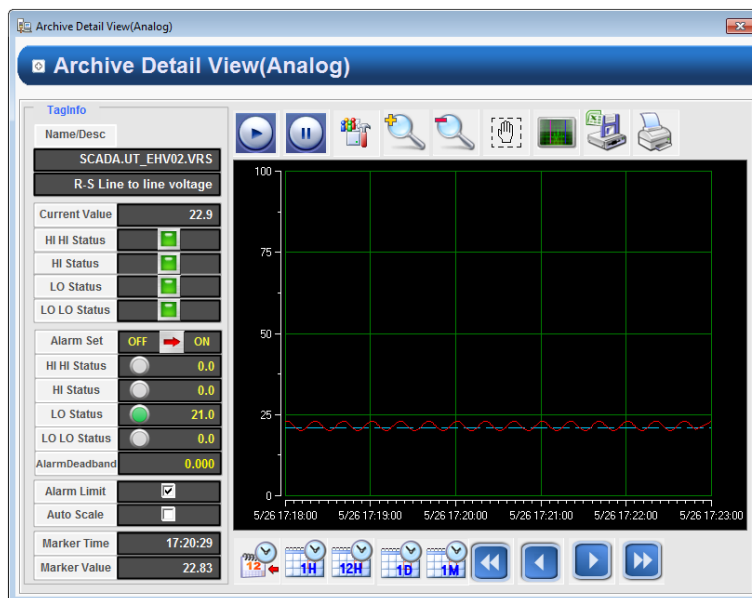 Archive Detail View(Analog)
Archive Detail View(Analog)
TagInfo
Name/Desc
SCADA.UT_EHV02.VRS
R-S Line to line voltage
Current Value 22.9
HI HI Status
HI Status
LO Status
LO LO Status
Alarm Set OFF ON
HI HI Status 0.0
HI Status 0.0
LO Status 21.0
LO LO Status 0.0
AlarmDeadband 0.000
Alarm Limit
Auto Scale
Marker Time 17:20:29
Marker Value 22.83
100
75
50
25
0
5/26 17:18:00 5/26 17:19:00 5/26 17:20:00 5/26 17:21:00 5/26 17:22:00 5/26 17:23:00
12 1H 12H 1D 1M